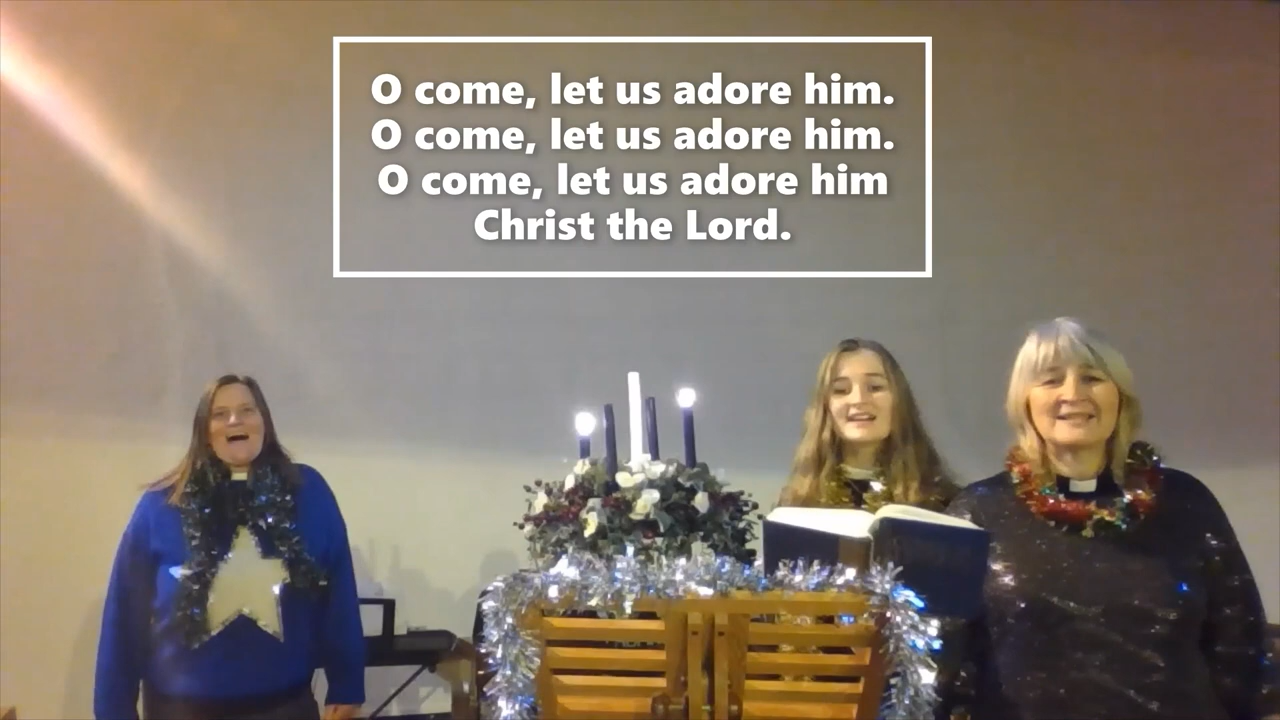 O come, let us adore him.
O come, let us adore him.
O come, let us adore him
Christ the Lord.